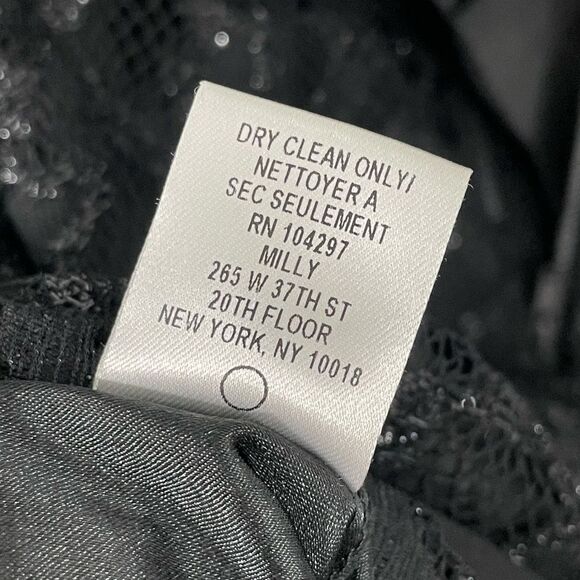 DRY CLEAN ONLY/
NETTOYER A
SEC SEULEMENT
RN 104297
MILLY
265 W 37TH ST
20TH FLOOR
NEW YORK, NY 10018